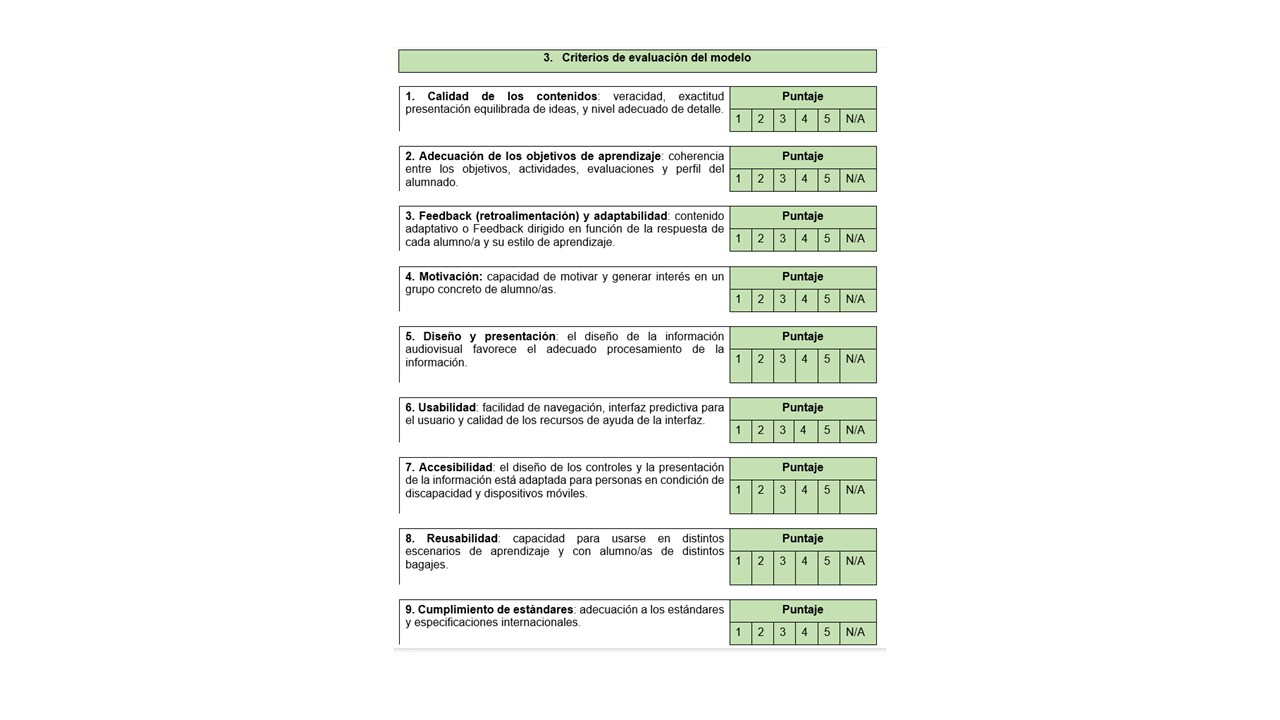 3. Criterios de evaluación del modelo
1. Calidad de los contenidos: veracidad, exactitud
presentación equilibrada de ideas, y nivel adecuado de detalle.
Puntaje
1 2 3 4 5 N/A
2. Adecuación de los objetivos de aprendizaje: coherencia
entre los objetivos, actividades, evaluaciones y perfil del
alumnado.
Puntaje
1 2 3 4 5 N/A
3. Feedback (retroalimentación) y adaptabilidad: contenido
adaptativo o Feedback dirigido en función de la respuesta de
cada alumno/a y su estilo de aprendizaje.
Puntaje
1 2 3 4 5 N/A
4. Motivación: capacidad de motivar y generar interés en un
grupo concreto de alumno/as.
Puntaje
1 2 3 4 5 N/A
5. Diseño y presentación: el diseño de la información
audiovisual favorece el adecuado procesamiento de la
información.
Puntaje
1 2 3 4 5 N/A
6. Usabilidad: facilidad de navegación, interfaz predictiva para
el usuario y calidad de los recursos de ayuda de la interfaz.
Puntaje
1 2 3 4 5 N/A
7. Accesibilidad: el diseño de los controles y la presentación
de la información está adaptada para personas en condición de
discapacidad y dispositivos móviles.
Puntaje
1 2 3 4 5 N/A
8. Reusabilidad: capacidad para usarse en distintos
escenarios de aprendizaje y con alumno/as de distintos
bagajes.
Puntaje
1 2 3 4 5 N/A
9. Cumplimiento de estándares: adecuación a los estándares
y especificaciones internacionales.
Puntaje
1 2 3 4 5 N/A